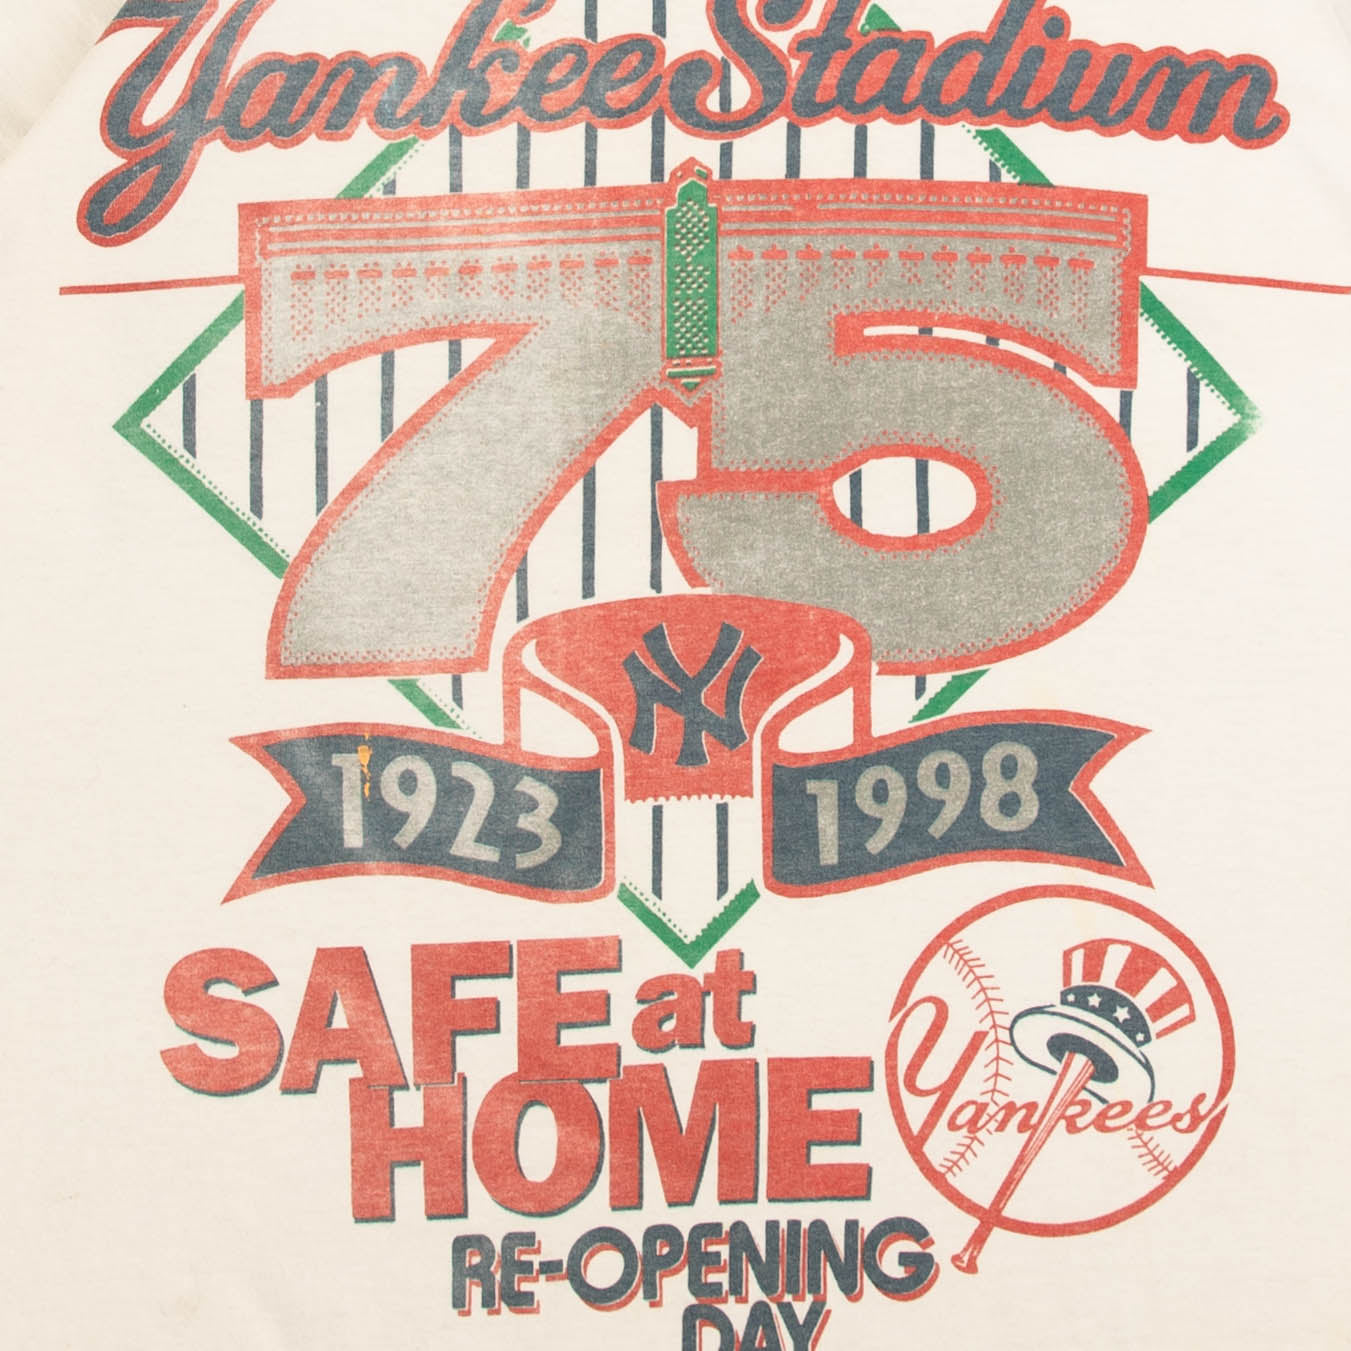 Yankee Stadium
75
NY
1923 1998
SAFE at
HOME
Yankees
RE-OPENING
DAY